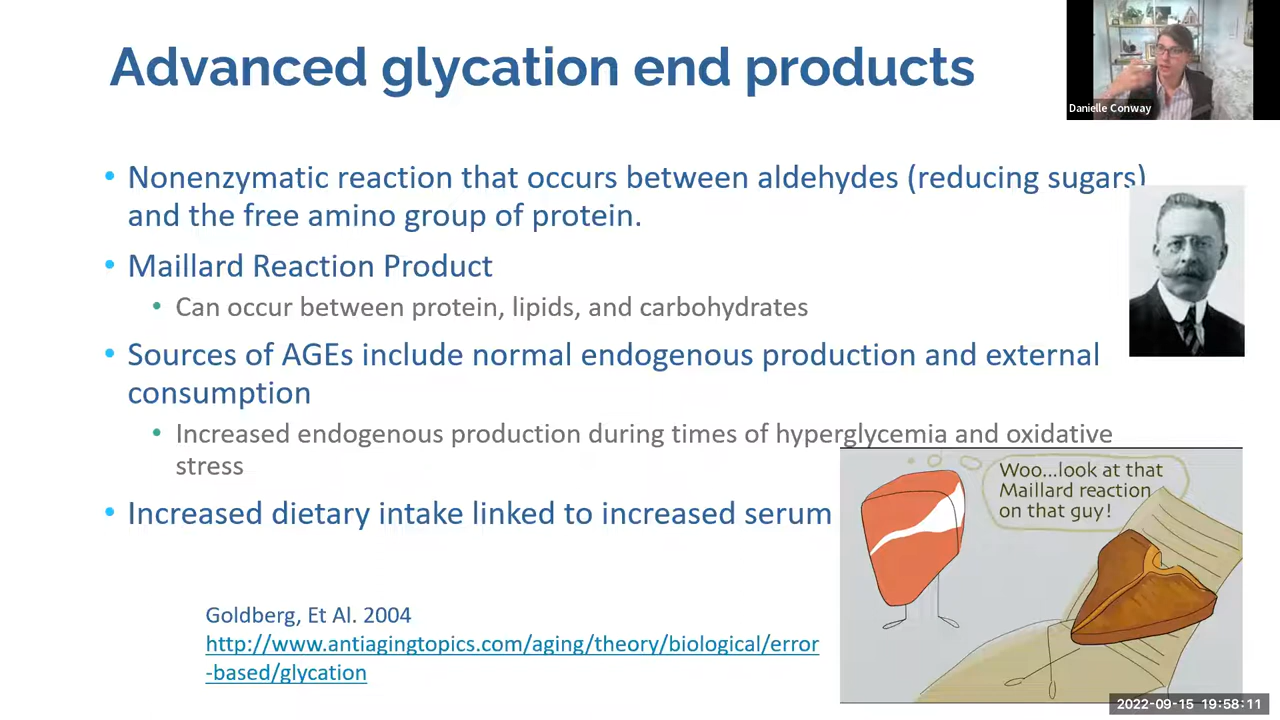 Advanced glycation end products
Danielle Conway
• Nonenzymatic reaction that occurs between aldehydes (reducing sugars)
and the free amino group of protein.
• Maillard Reaction Product
• Can occur between protein, lipids, and carbohydrates
• Sources of AGEs include normal endogenous production and external
consumption
• Increased endogenous production during times of hyperglycemia and oxidative
stress
• Increased dietary intake linked to increased serum
Woo...look at that
Maillard reaction
on that guy!
Goldberg, Et Al. 2004
http://www.antiagingtopics.com/aging/theory/biological/error
-based/glycation
2022-09-15 19:58:11